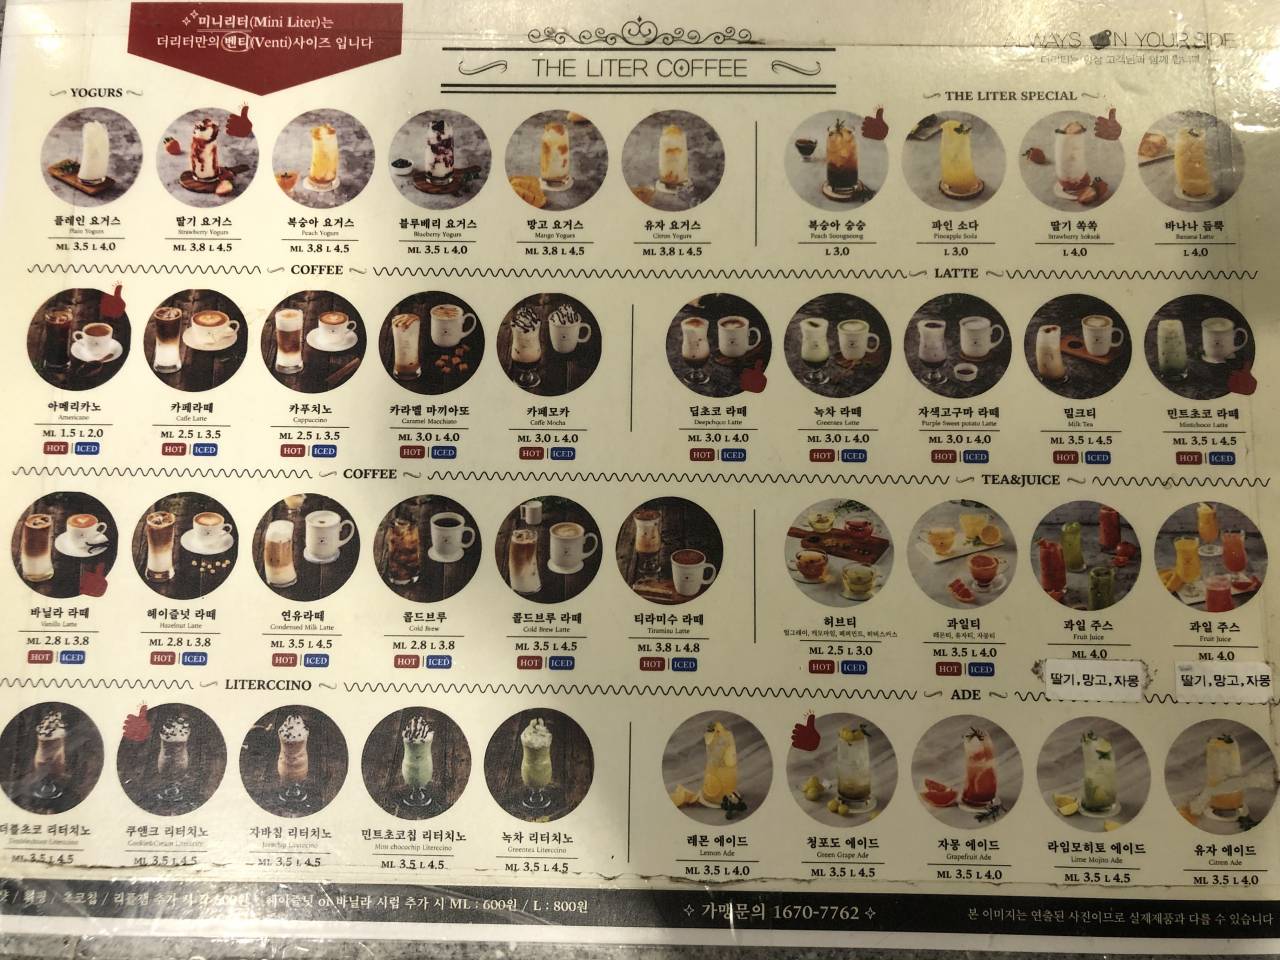 미니리터(Mini Liter)는
더리터만의 벤티(Venti)사이즈 입니다
THE LITER COFFEE
ALWAYS ON YOUR SIDE
더리터는 항상 고객님과 함께 합니다
YOGURS
플레인 요거스
Plain Yogurs
ML 3.5 L 4.0
딸기 요거스
Strawberry Yogurs
ML 3.8 L 4.5
복숭아 요거스
Peach Yogurs
ML 3.8 L 4.5
블루베리 요거스
Blueberry Yogurs
ML 3.5 L 4.0
망고 요거스
Mango Yogurs
ML 3.8 L 4.5
유자 요거스
Citron Yogurs
ML 3.8 L 4.5
THE LITER SPECIAL
복숭아 숭숭
Peach Soongsoong
L 3.0
파인 소다
Pineapple Soda
L 3.0
딸기 쏙쏙
Strawberry Soksok
L 4.0
바나나 듬뿍
Banana Latte
L 4.0
COFFEE
아메리카노
Americano
ML 1.5 L 2.0
HOT | ICED
카페라떼
Caffe Latte
ML 2.5 L 3.5
HOT | ICED
카푸치노
Cappuccino
ML 2.5 L 3.5
HOT | ICED
카라멜 마끼아또
Caramel Macchiato
ML 3.0 L 4.0
HOT | ICED
카페모카
Caffe Mocha
ML 3.0 L 4.0
HOT | ICED
LATTE
딥초코 라떼
Deepchoco Latte
ML 3.0 L 4.0
HOT | ICED
녹차 라떼
Greentea Latte
ML 3.0 L 4.0
HOT | ICED
자색고구마 라떼
Purple Sweet potato Latte
ML 3.0 L 4.0
HOT | ICED
밀크티
Milk Tea
ML 3.5 L 4.5
HOT | ICED
민트초코 라떼
Mintchoco Latte
ML 3.5 L 4.5
HOT | ICED
COFFEE
바닐라 라떼
Vanilla Latte
ML 2.8 L 3.8
HOT | ICED
헤이즐넛 라떼
Hazelnut Latte
ML 2.8 L 3.8
HOT | ICED
연유라떼
Condensed Milk Latte
ML 3.5 L 4.5
HOT | ICED
콜드브루
Cold Brew
ML 2.8 L 3.8
HOT | ICED
콜드브루 라떼
Cold Brew Latte
ML 3.5 L 4.5
HOT | ICED
티라미수 라떼
Tiramisu Latte
ML 3.8 L 4.8
HOT | ICED
TEA&JUICE
허브티
얼그레이, 캐모마일, 페퍼민트, 히비스커스
ML 2.5 L 3.0
HOT | ICED
과일티
레몬티, 유자티, 자몽티
ML 3.5 L 4.0
HOT | ICED
과일 주스
Fruit Juice
ML 4.0
딸기,망고,자몽
과일 주스
Fruit Juice
ML 4.0
딸기,망고,자몽
LITERCCINO
더블초코 리터치노
ML 3.5 L 4.5
쿠앤크 리터치노
Cookie&Cream Literccino
ML 3.5 L 4.5
자바칩 리터치노
Javachip Literccino
ML 3.5 L 4.5
민트초코칩 리터치노
Mint chocochip Literccino
ML 3.5 L 4.5
녹차 리터치노
Greentea Literccino
ML 3.5 L 4.5
ADE
레몬 에이드
Lemon Ade
ML 3.5 L 4.0
청포도 에이드
Green Grape Ade
ML 3.5 L 4.5
자몽 에이드
Grapefruit Ade
ML 3.5 L 4.0
라임모히토 에이드
Lime Mojito Ade
ML 3.5 L 4.5
유자 에이드
Citron Ade
ML 3.5 L 4.0
샷 / 휘핑 / 초코칩 / 리플잼 추가 시 각 500원 헤이즐넛 or 바닐라 시럽 추가 시 ML : 600원 / L : 800원
가맹문의 1670-7762
본 이미지는 연출된 사진이므로 실제제품과 다를 수 있습니다